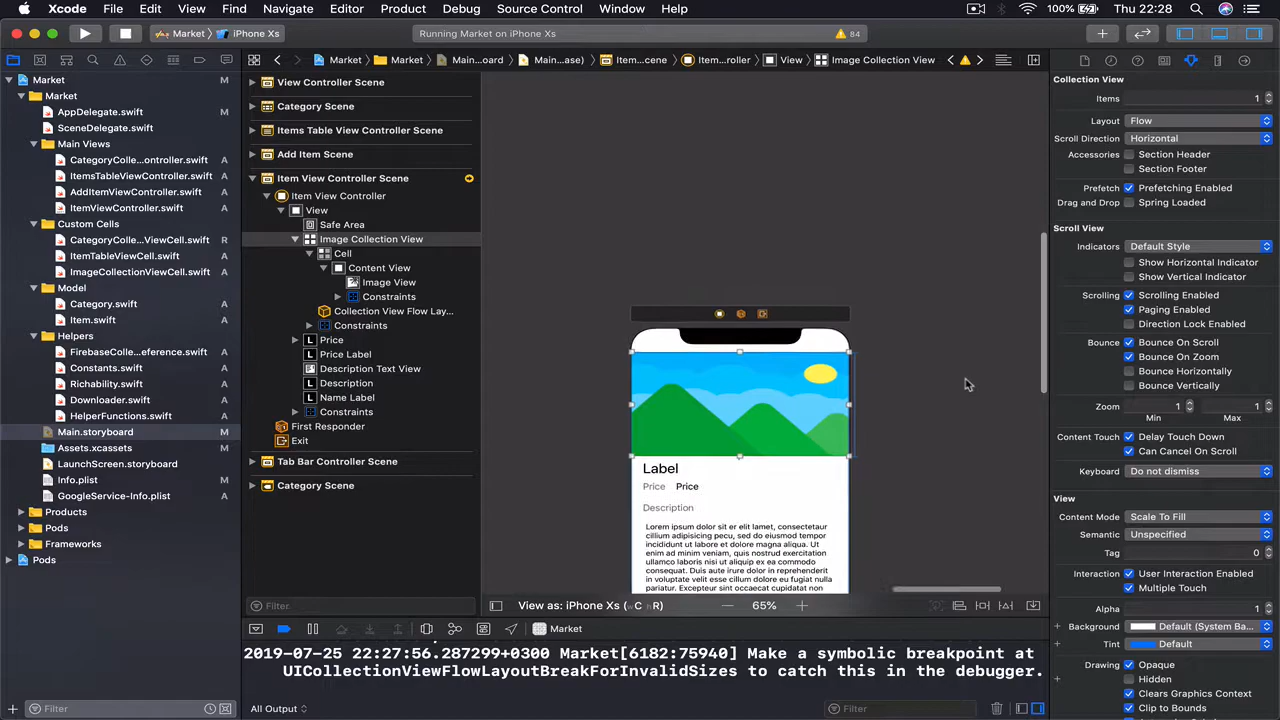 Xcode File Edit View Find Navigate Editor Product Debug Source Control Window Help 100% Thu 22:28
Market iPhone Xs Running Market on iPhone Xs 84
Market Market Main....oard Main....ase) Item...cene Item...roller View Image Collection View
Market M
Market
AppDelegate.swift M
SceneDelegate.swift
Main Views
CategoryColle...ontroller.swift A
ItemsTableViewController.swift A
AddItemViewController.swift A
ItemViewController.swift A
Custom Cells
CategoryColle...ViewCell.swift R
ItemTableViewCell.swift A
ImageCollectionViewCell.swift A
Model
Category.swift A
Item.swift A
Helpers
FirebaseColle...eference.swift A
Constants.swift A
Richability.swift A
Downloader.swift A
HelperFunctions.swift A
Main.storyboard M
Assets.xcassets M
LaunchScreen.storyboard M
Info.plist M
GoogleService-Info.plist A
Products
Pods
Frameworks
Pods
Filter
View Controller Scene
Category Scene
Items Table View Controller Scene
Add Item Scene
Item View Controller Scene
Item View Controller
View
Safe Area
Image Collection View
Cell
Content View
Image View
Constraints
Collection View Flow Lay...
Constraints
L Price
L Price Label
Description Text View
L Description
L Name Label
Constraints
First Responder
Exit
Tab Bar Controller Scene
Category Scene
Filter
Label
Price Price
Description
Lorem ipsum dolor sit er elit lamet, consectetaur
cillium adipisicing pecu, sed do eiusmod tempor
incididunt ut labore et dolore magna aliqua. Ut
enim ad minim veniam, quis nostrud exercitation
ullamco laboris nisi ut aliquip ex ea commodo
consequat. Duis aute irure dolor in reprehenderit
in voluptate velit esse cillum dolore eu fugiat nulla
pariatur. Excepteur sint occaecat cupidatat non
View as: iPhone Xs (wC hR) 65%
Market
2019-07-25 22:27:56.287299+0300 Market[6182:75940] Make a symbolic breakpoint at
UICollectionViewFlowLayoutBreakForInvalidSizes to catch this in the debugger.
All Output Filter
Collection View
Items 1
Layout Flow
Scroll Direction Horizontal
Accessories Section Header
Section Footer
Prefetch Prefetching Enabled
Drag and Drop Spring Loaded
Scroll View
Indicators Default Style
Show Horizontal Indicator
Show Vertical Indicator
Scrolling Scrolling Enabled
Paging Enabled
Direction Lock Enabled
Bounce Bounce On Scroll
Bounce On Zoom
Bounce Horizontally
Bounce Vertically
Zoom 1 1
Min Max
Content Touch Delay Touch Down
Can Cancel On Scroll
Keyboard Do not dismiss
View
Content Mode Scale To Fill
Semantic Unspecified
Tag 0
Interaction User Interaction Enabled
Multiple Touch
Alpha 1
Background Default (System Ba...
Tint Default
Drawing Opaque
Hidden
Clears Graphics Context
Clip to Bounds